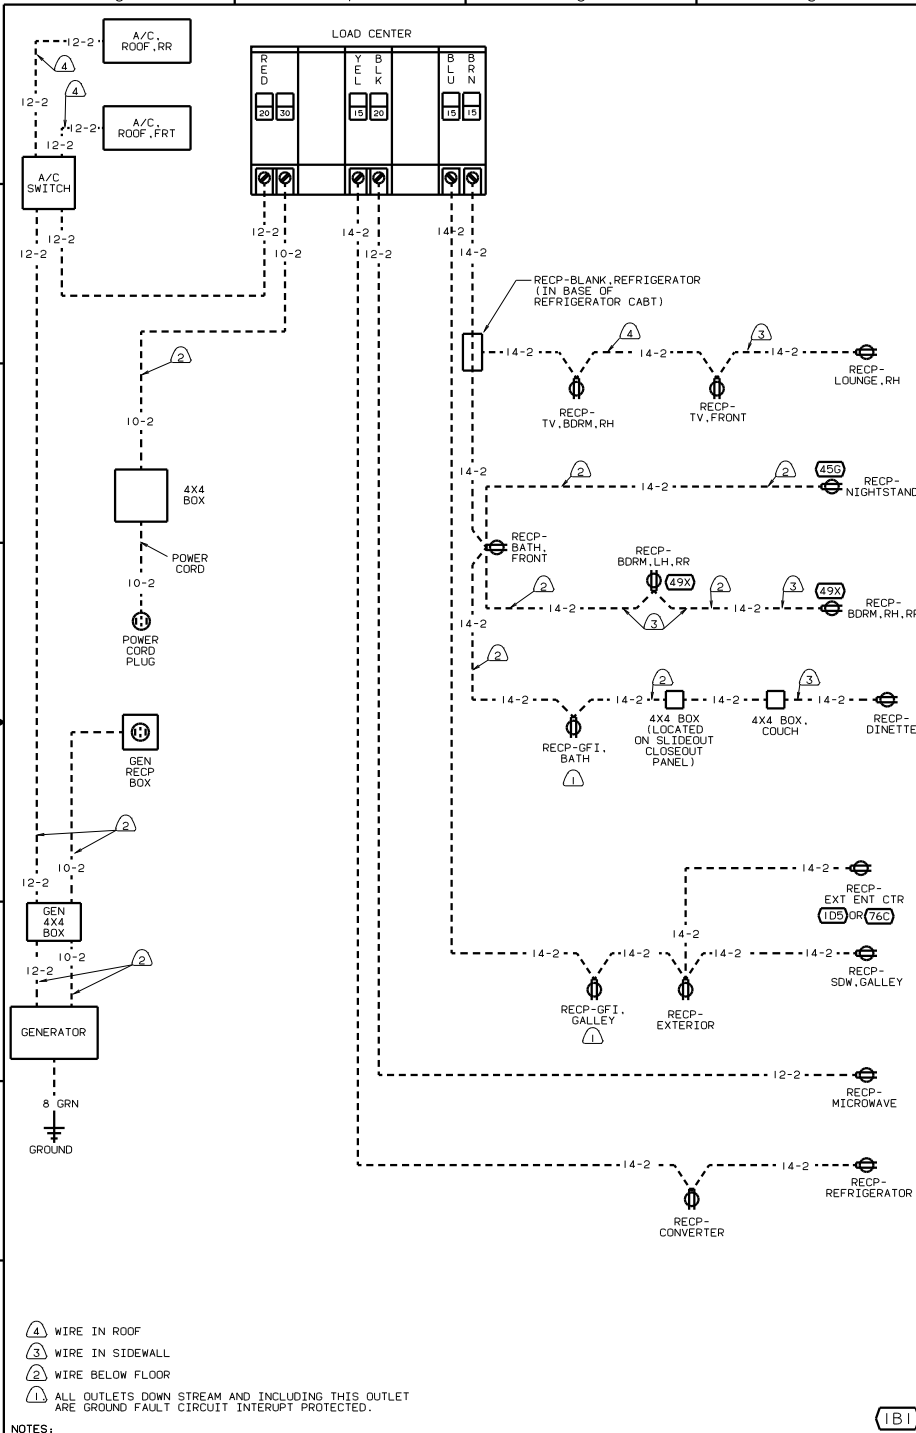 LOAD CENTER
RED
YEL
BLK
BLU
BRN
20
30
15
20
15
15
A/C,
ROOF,RR
12-2
4
12-2
4
A/C,
ROOF,FRT
12-2
12-2
A/C
SWITCH
12-2
12-2
12-2
10-2
14-2
12-2
14-2
14-2
RECP-BLANK,REFRIGERATOR
(IN BASE OF
REFRIGERATOR CABT)
2
14-2
4
14-2
3
14-2
RECP-
TV,BDRM,RH
RECP-
TV,FRONT
RECP-
LOUNGE,RH
10-2
4X4
BOX
POWER
CORD
10-2
POWER
CORD
PLUG
14-2
2
14-2
2
45G
RECP-
NIGHTSTAND
RECP-
BATH,
FRONT
RECP-
BDRM,LH,RR
49X
2
14-2
3
2
14-2
3
49X
RECP-
BDRM,RH,RR
14-2
2
14-2
14-2
2
14-2
3
14-2
RECP-GFI,
BATH
1
4X4 BOX
(LOCATED
ON SLIDEOUT
CLOSEOUT
PANEL)
4X4 BOX,
COUCH
RECP-
DINETTE
GEN
RECP
BOX
2
12-2
10-2
GEN
4X4
BOX
12-2
10-2
2
GENERATOR
8 GRN
GROUND
14-2
RECP-
EXT ENT CTR
1D5 OR 76C
14-2
14-2
14-2
14-2
14-2
RECP-GFI,
GALLEY
1
RECP-
EXTERIOR
RECP-
SDW,GALLEY
12-2
RECP-
MICROWAVE
14-2
14-2
RECP-
CONVERTER
RECP-
REFRIGERATOR
4 WIRE IN ROOF
3 WIRE IN SIDEWALL
2 WIRE BELOW FLOOR
1. ALL OUTLETS DOWN STREAM AND INCLUDING THIS OUTLET
ARE GROUND FAULT CIRCUIT INTERUPT PROTECTED.
NOTES:
1B1